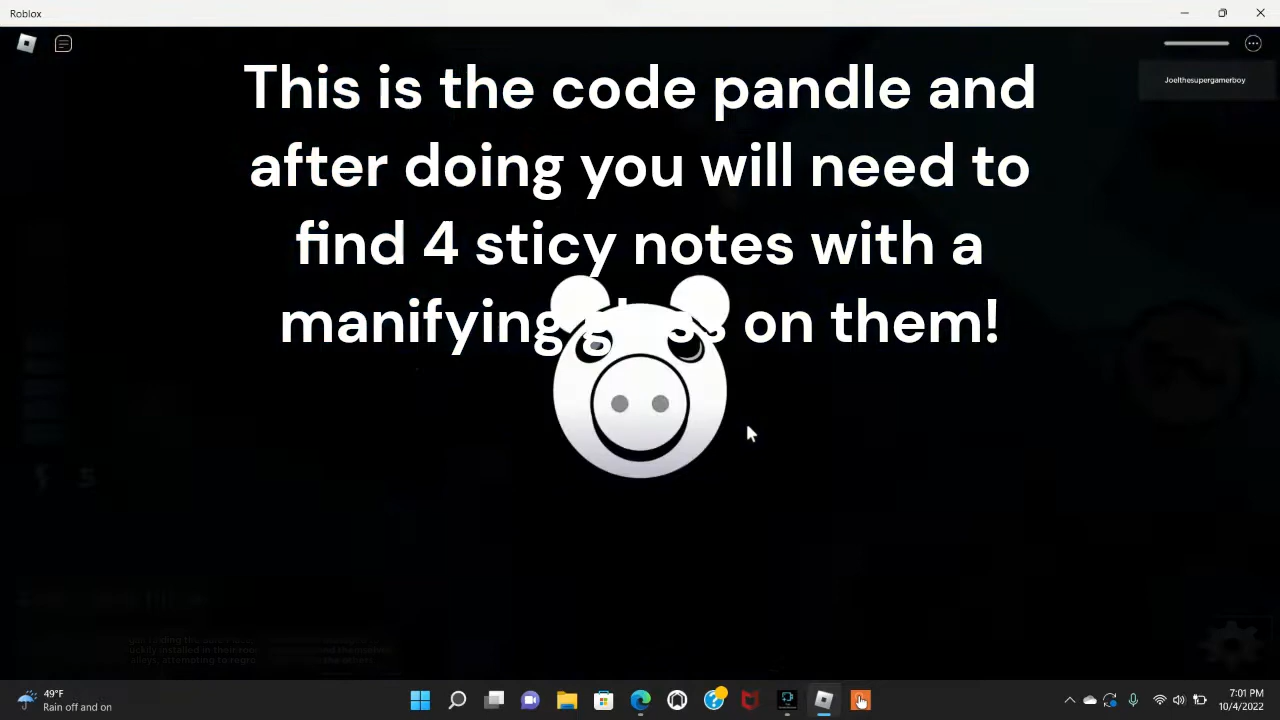 Roblox
Joelthesupergamerboy
This is the code pandle and
after doing you will need to
find 4 sticy notes with a
manifying glass on them!
49°F
Rain off and on
7:01 PM
10/4/2022